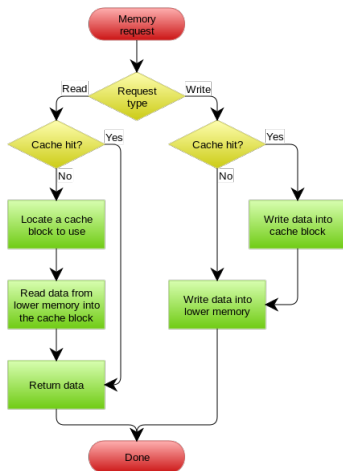 Memory
request
Read
Request
type
Write
Cache hit?
Yes
No
Cache hit?
Yes
No
Locate a cache
block to use
Write data into
cache block
Read data from
lower memory into
the cache block
Write data into
lower memory
Return data
Done